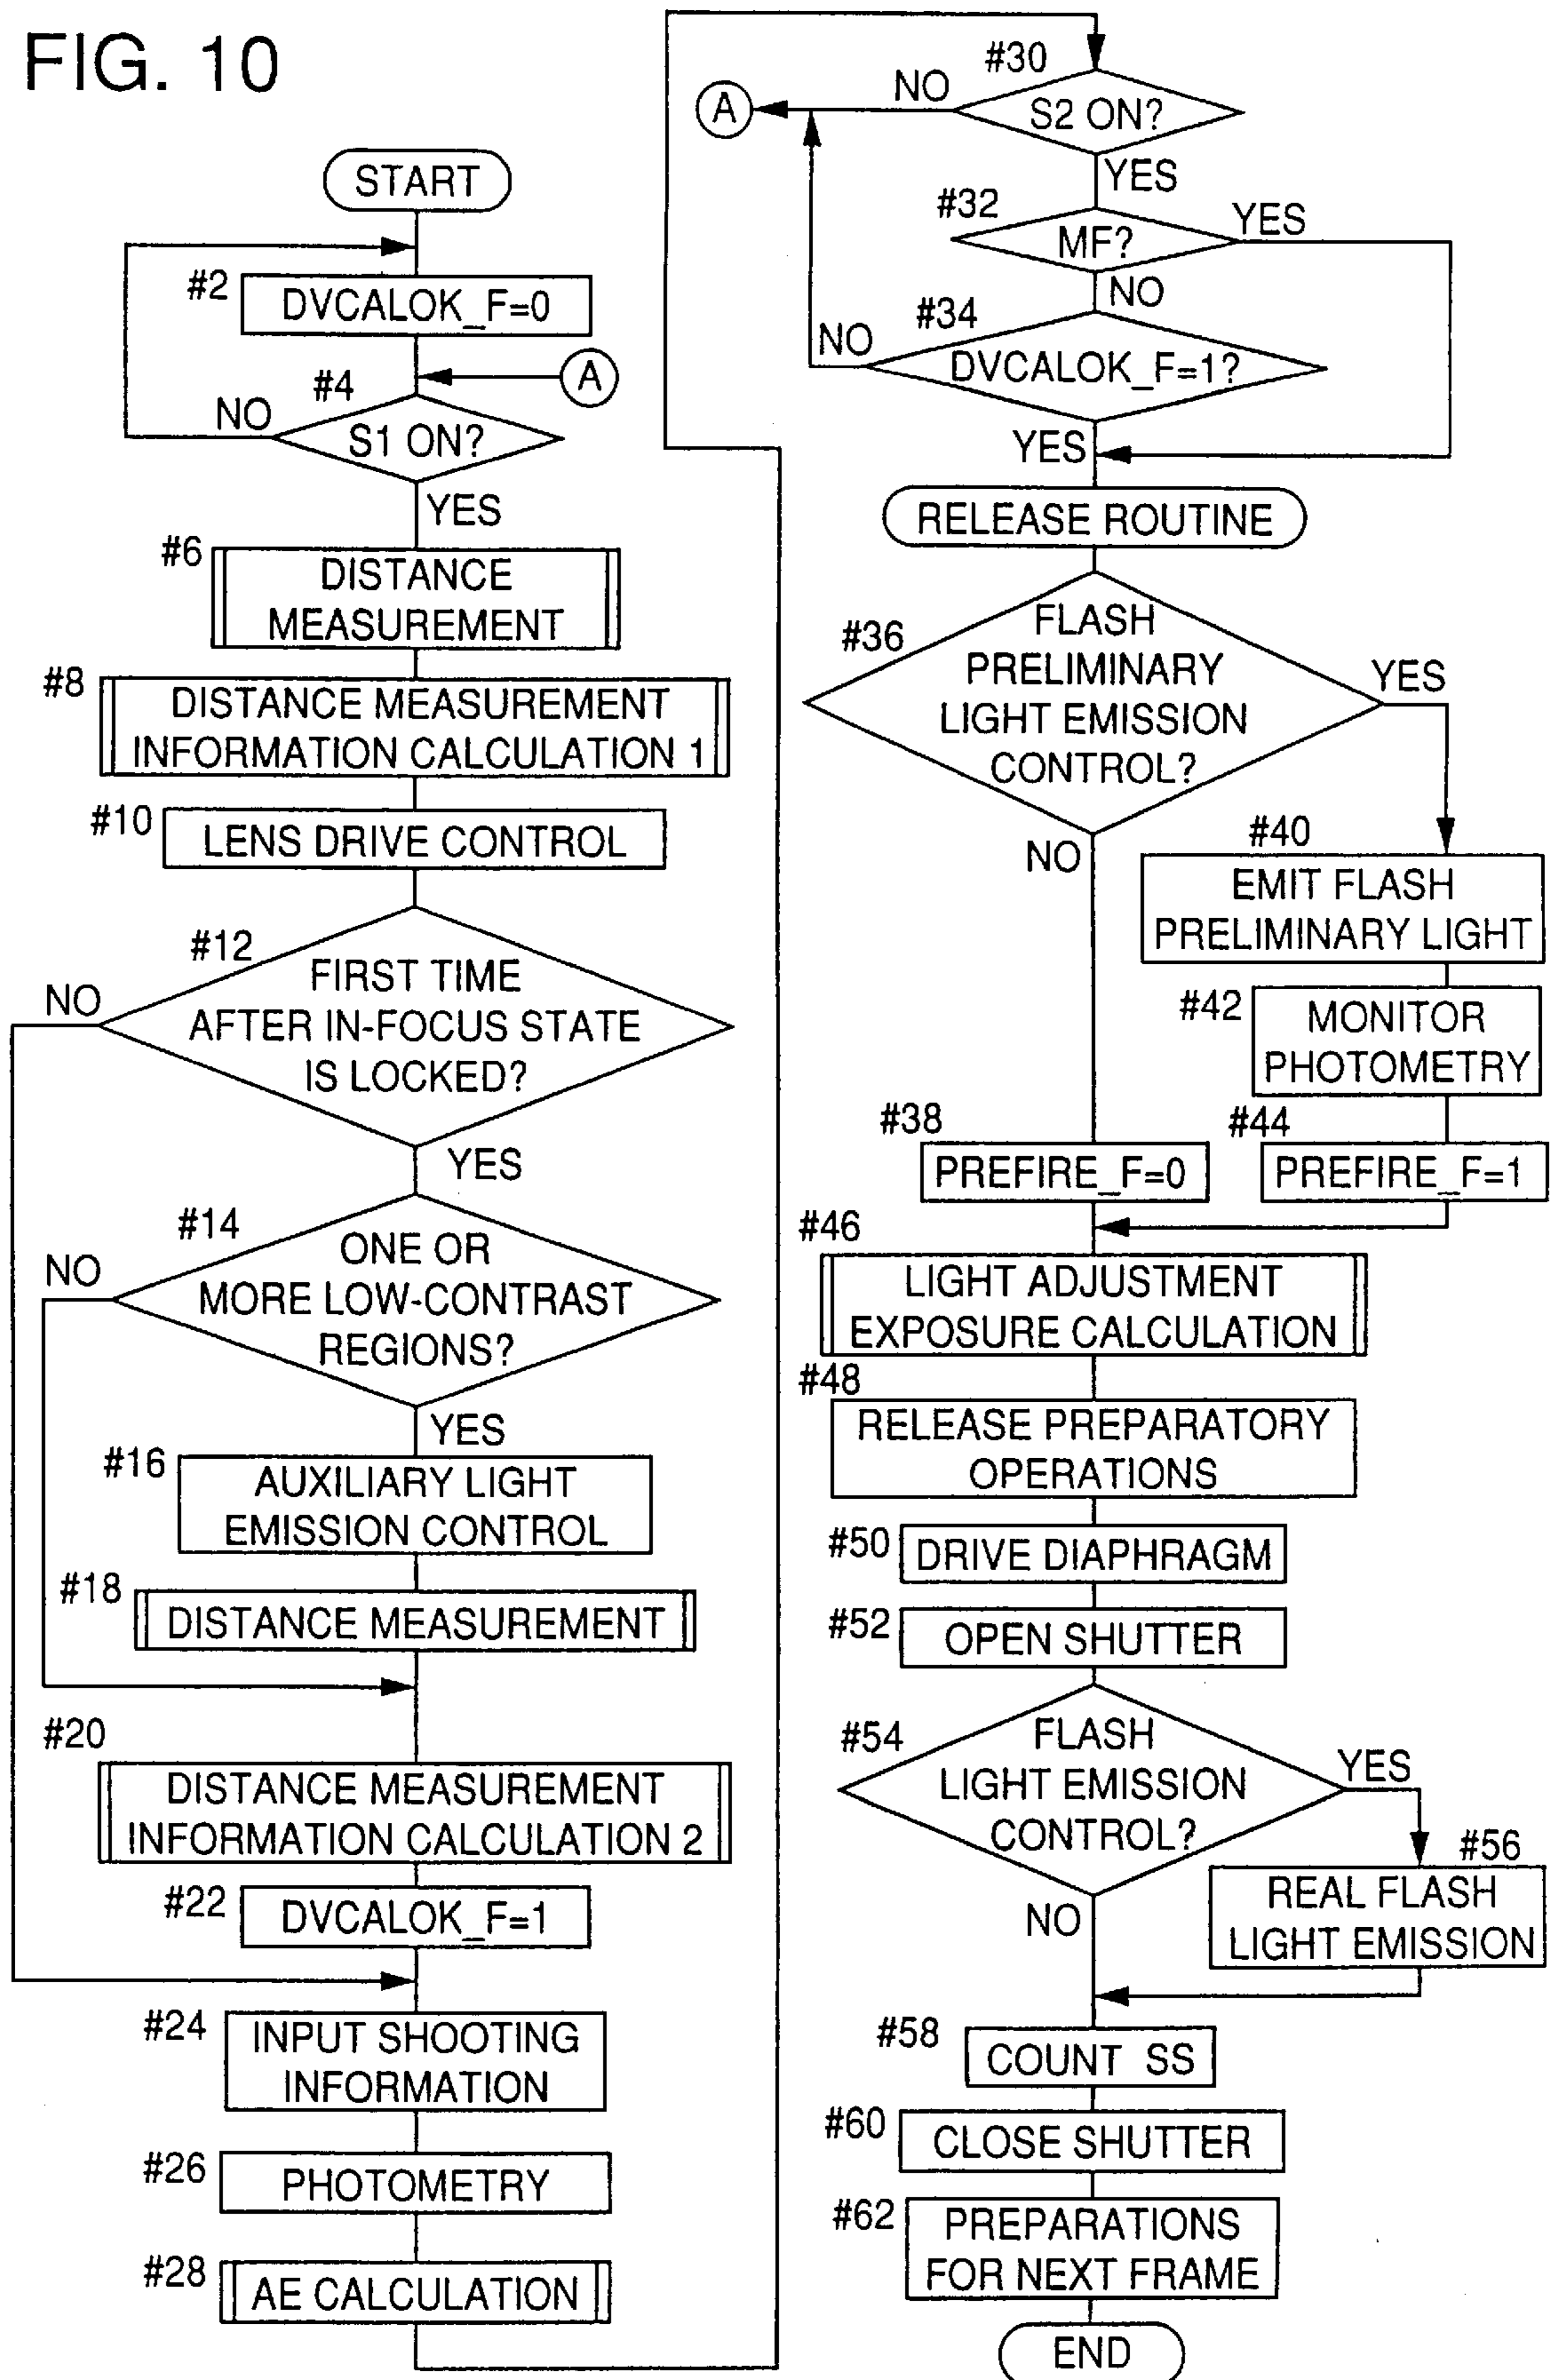 FIG. 10
START
#2
DVCALOK_F=0
A
#4
NO
S1 ON?
YES
#6
DISTANCE
MEASUREMENT
#8
DISTANCE MEASUREMENT
INFORMATION CALCULATION 1
#10
LENS DRIVE CONTROL
#12
NO
FIRST TIME
AFTER IN-FOCUS STATE
IS LOCKED?
YES
#14
NO
ONE OR
MORE LOW-CONTRAST
REGIONS?
YES
#16
AUXILIARY LIGHT
EMISSION CONTROL
#18
DISTANCE MEASUREMENT
#20
DISTANCE MEASUREMENT
INFORMATION CALCULATION 2
#22
DVCALOK_F=1
#24
INPUT SHOOTING
INFORMATION
#26
PHOTOMETRY
#28
AE CALCULATION
#30
A
NO
S2 ON?
YES
#32
MF?
YES
NO
#34
NO
DVCALOK_F=1?
YES
RELEASE ROUTINE
#36
FLASH
PRELIMINARY
LIGHT EMISSION
CONTROL?
YES
NO
#40
EMIT FLASH
PRELIMINARY LIGHT
#42
MONITOR
PHOTOMETRY
#38
PREFIRE_F=0
#44
PREFIRE_F=1
#46
LIGHT ADJUSTMENT
EXPOSURE CALCULATION
#48
RELEASE PREPARATORY
OPERATIONS
#50
DRIVE DIAPHRAGM
#52
OPEN SHUTTER
#54
FLASH
LIGHT EMISSION
CONTROL?
YES
NO
#56
REAL FLASH
LIGHT EMISSION
#58
COUNT SS
#60
CLOSE SHUTTER
#62
PREPARATIONS
FOR NEXT FRAME
END